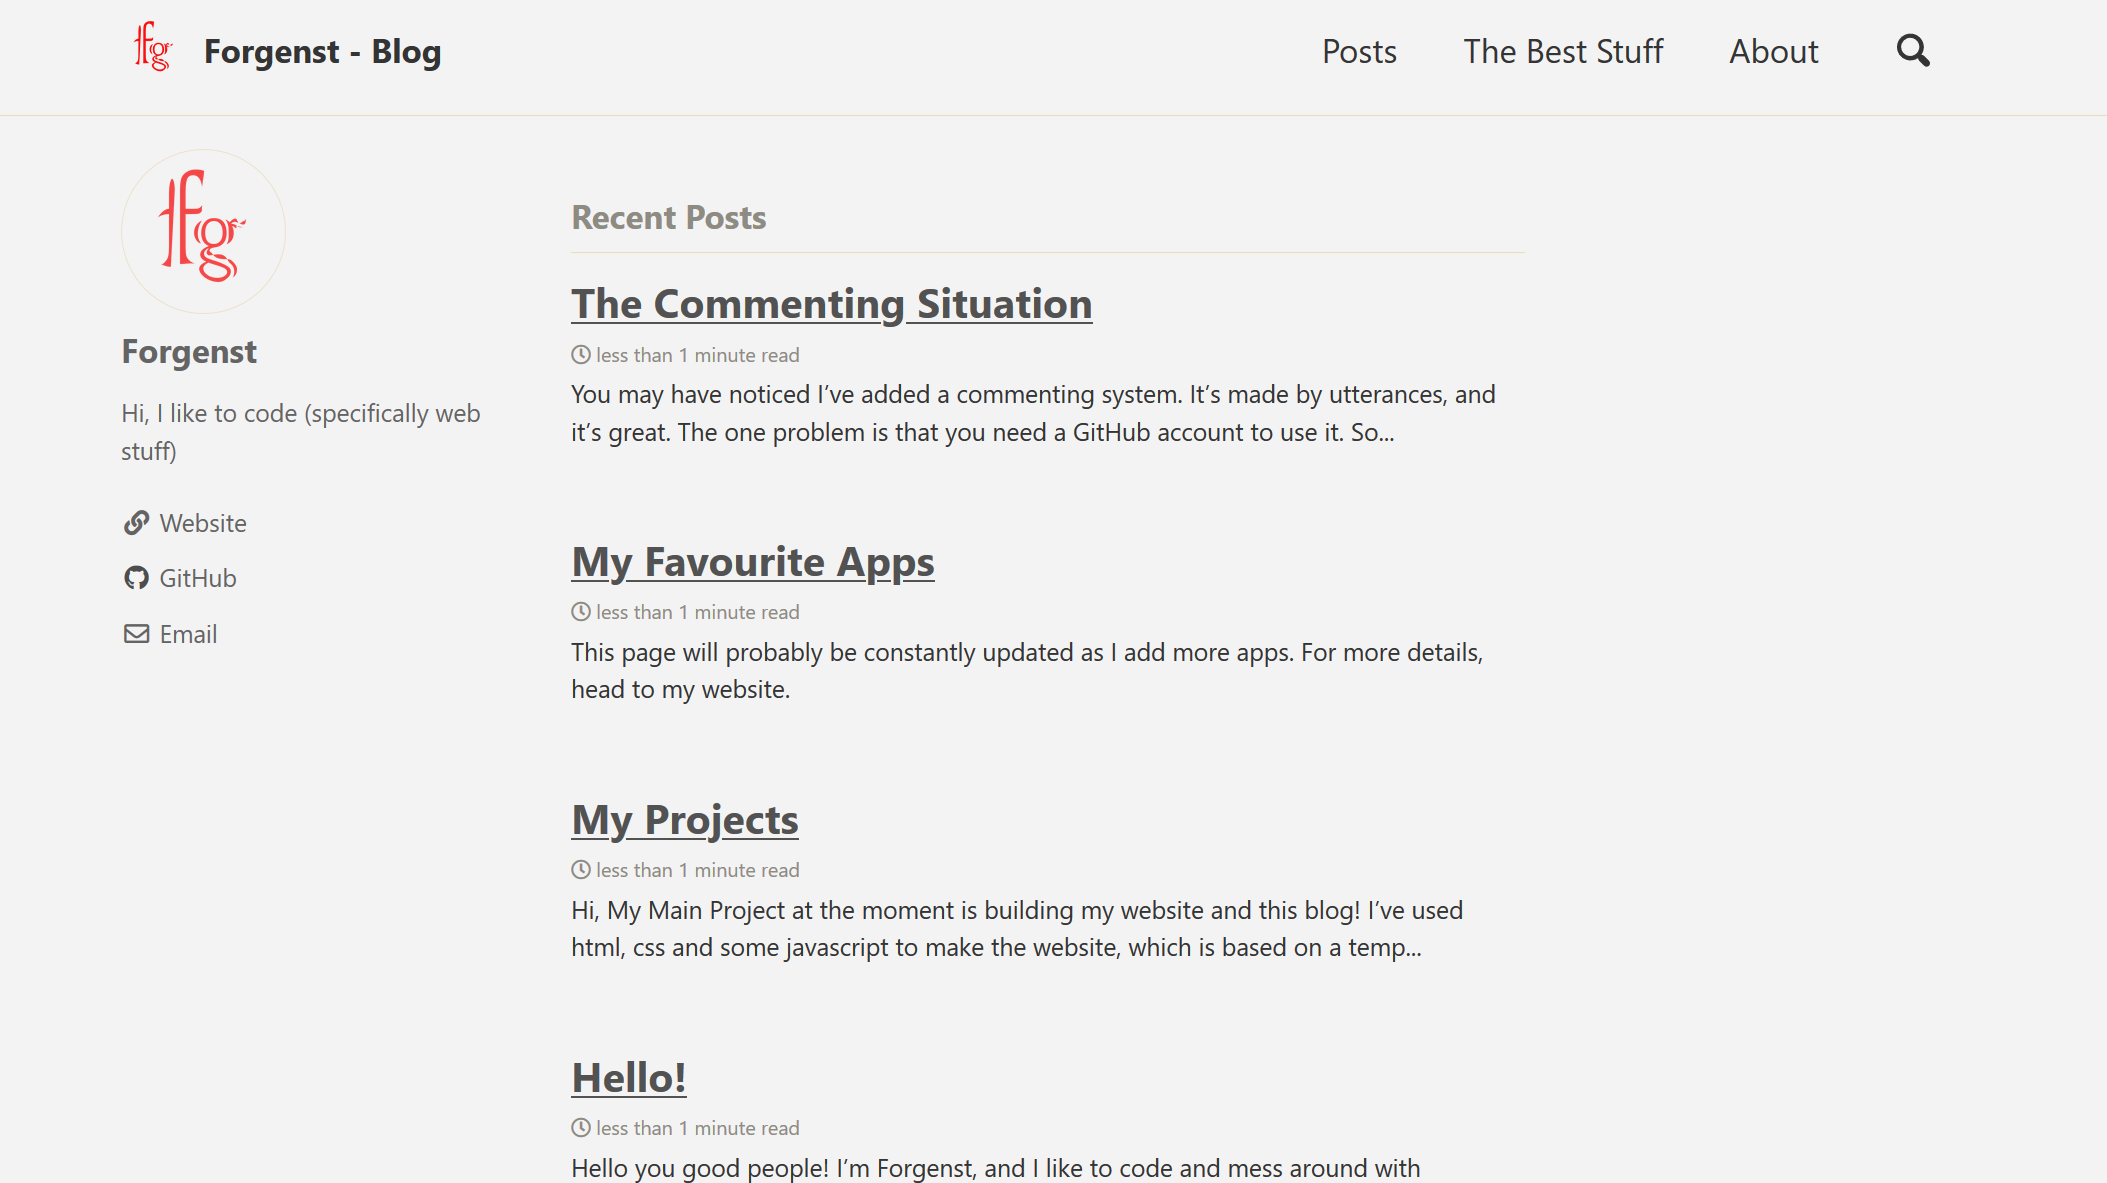 Forgenst - Blog
Posts
The Best Stuff
About
Forgenst
Hi, I like to code (specifically web
stuff)
Website
GitHub
Email
Recent Posts
The Commenting Situation
less than 1 minute read
You may have noticed I’ve added a commenting system. It’s made by utterances, and
it’s great. The one problem is that you need a GitHub account to use it. So...
My Favourite Apps
less than 1 minute read
This page will probably be constantly updated as I add more apps. For more details,
head to my website.
My Projects
less than 1 minute read
Hi, My Main Project at the moment is building my website and this blog! I’ve used
html, css and some javascript to make the website, which is based on a temp...
Hello!
less than 1 minute read
Hello you good people! I’m Forgenst, and I like to code and mess around with